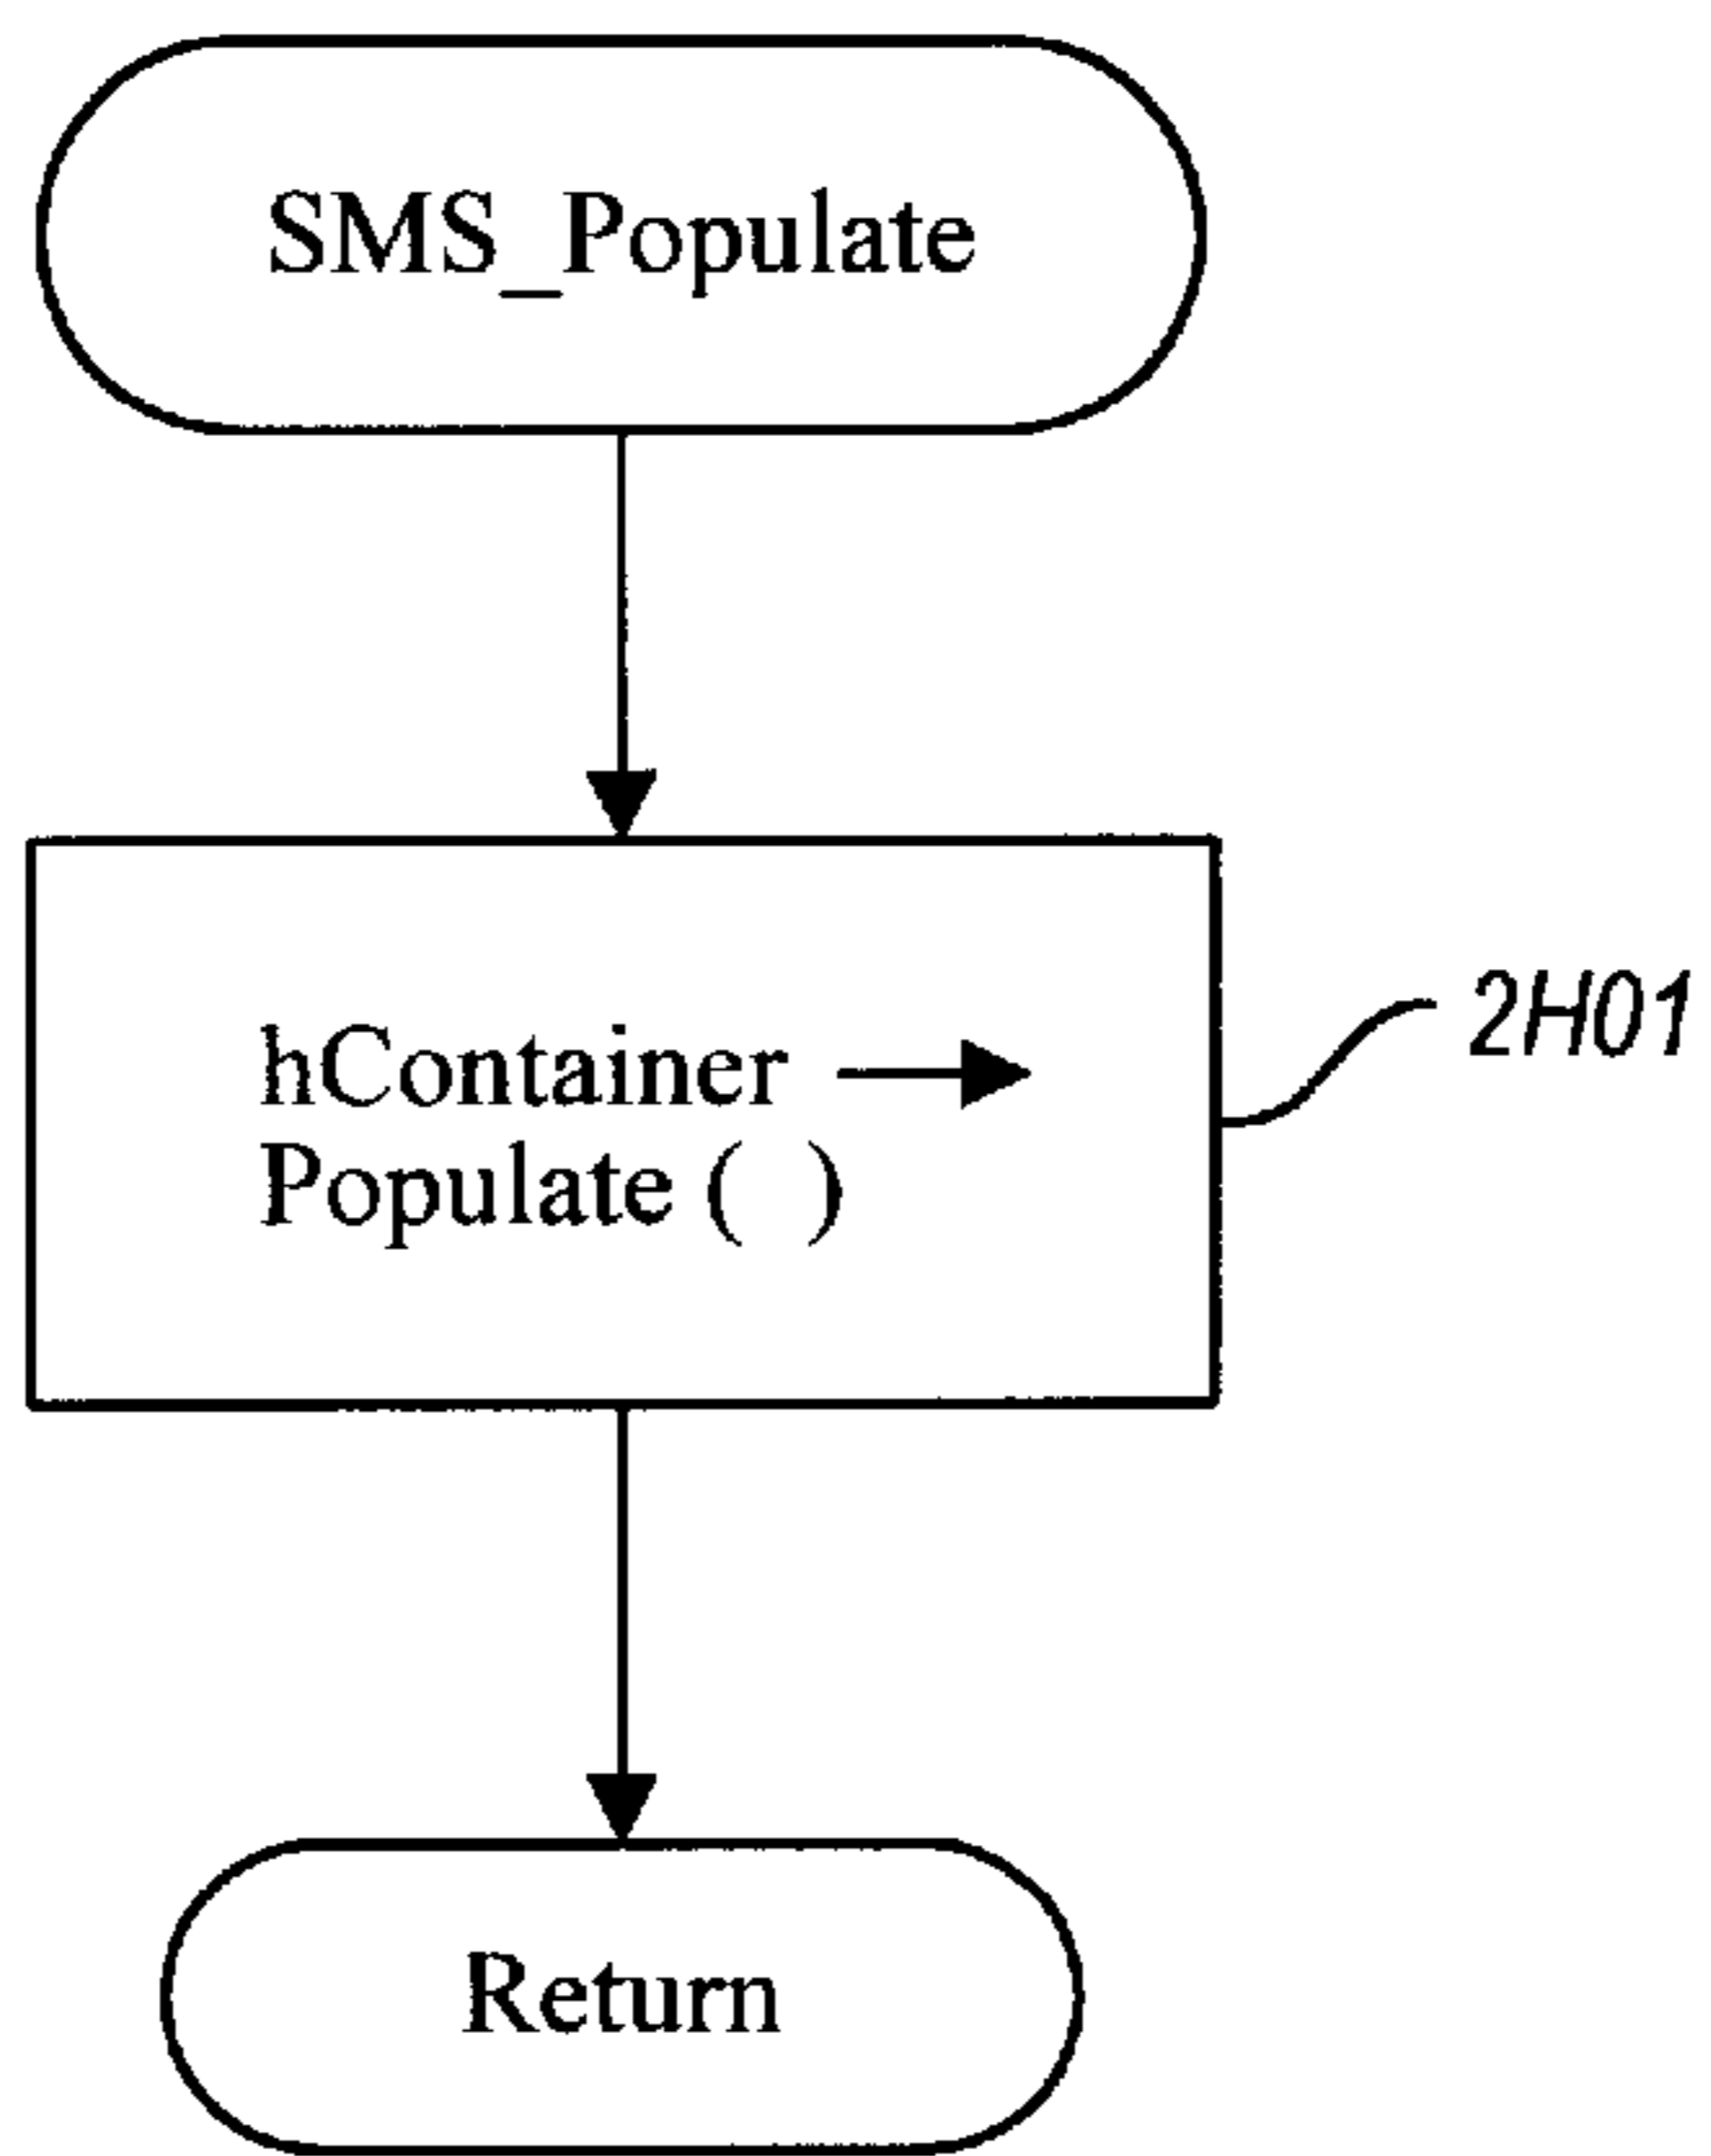 SMS_Populate
hContainer →
Populate ( )
2H01
Return